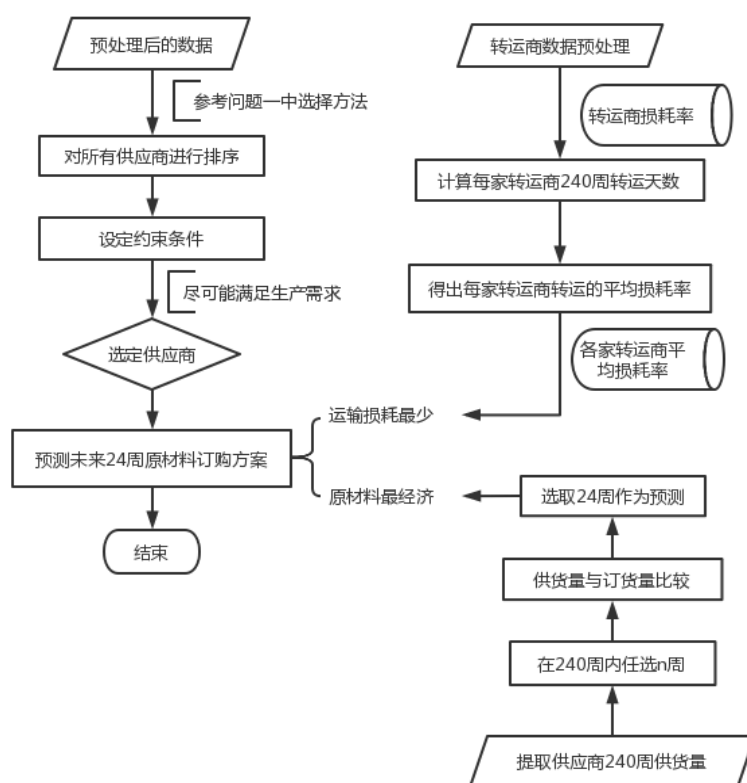 预处理后的数据
参考问题一中选择方法
对所有供应商进行排序
设定约束条件
尽可能满足生产需求
选定供应商
预测未来24周原材料订购方案
结束
运输损耗最少
原材料最经济
转运商数据预处理
转运商损耗率
计算每家转运商240周转运天数
得出每家转运商转运的平均损耗率
各家转运商平
均损耗率
选取24周作为预测
供货量与订货量比较
在240周内任选n周
提取供应商240周供货量